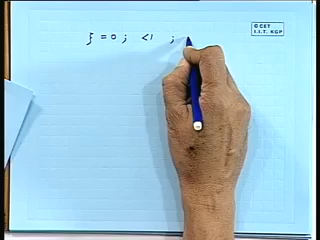 ξ = 0 ; <1 ;
© CET
I.I.T. KGP